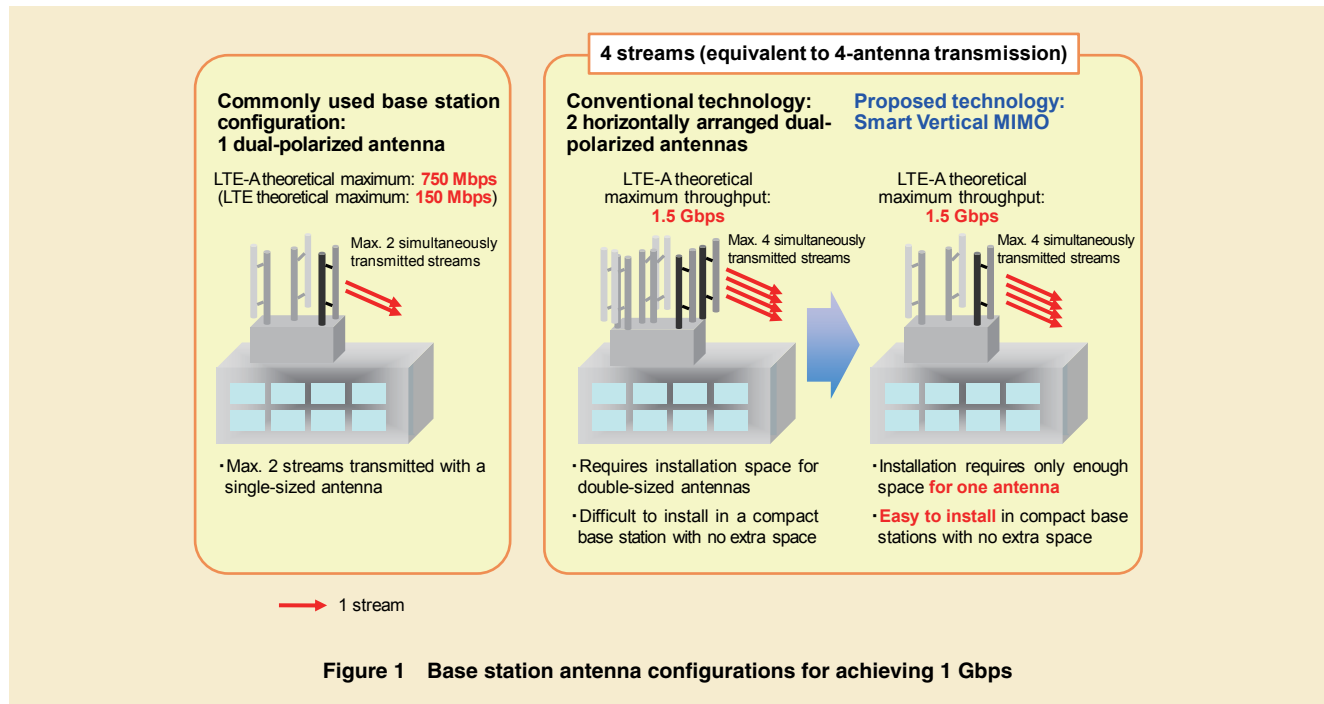 4 streams (equivalent to 4-antenna transmission)
Commonly used base station
configuration:
1 dual-polarized antenna
LTE-A theoretical maximum: 750 Mbps
(LTE theoretical maximum: 150 Mbps)
Max. 2 simultaneously
transmitted streams
・Max. 2 streams transmitted with a
single-sized antenna
Conventional technology:
2 horizontally arranged dual-
polarized antennas
LTE-A theoretical
maximum throughput:
1.5 Gbps
Max. 4 simultaneously
transmitted streams
・Requires installation space for
double-sized antennas
・Difficult to install in a compact
base station with no extra space
Proposed technology:
Smart Vertical MIMO
LTE-A theoretical
maximum throughput:
1.5 Gbps
Max. 4 simultaneously
transmitted streams
・Installation requires only enough
space for one antenna
・Easy to install in compact base
stations with no extra space
1 stream
Figure 1 Base station antenna configurations for achieving 1 Gbps